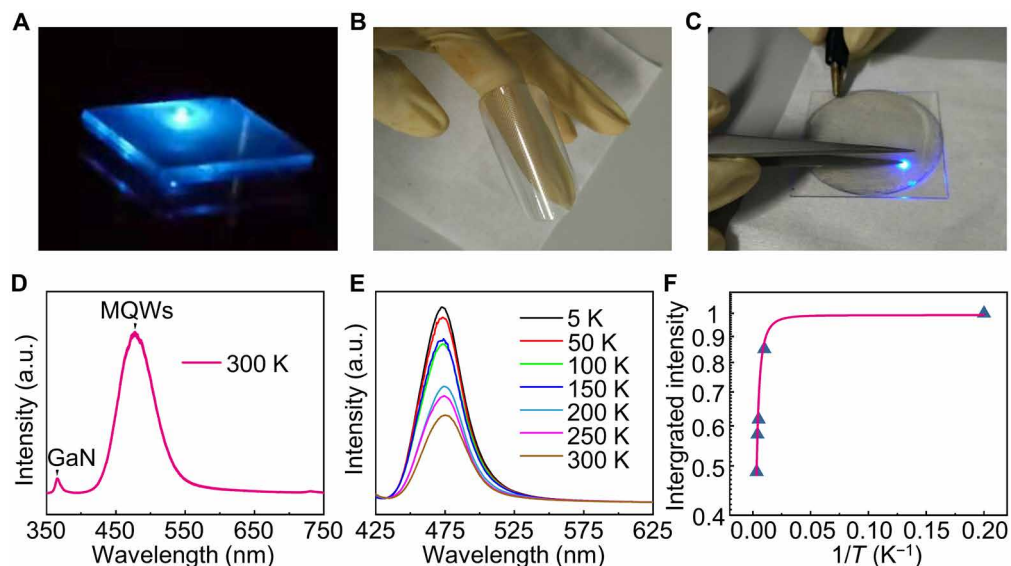 A
B
C
D
MQWs
300 K
GaN
Intensity (a.u.)
350 450 550 650 750
Wavelength (nm)
E
5 K
50 K
100 K
150 K
200 K
250 K
300 K
Intensity (a.u.)
425 475 525 575 625
Wavelength (nm)
F
1
0.9
0.8
0.7
0.6
0.5
0.4
Intergrated intensity
0.00 0.05 0.10 0.15 0.20
1/T (K⁻¹)